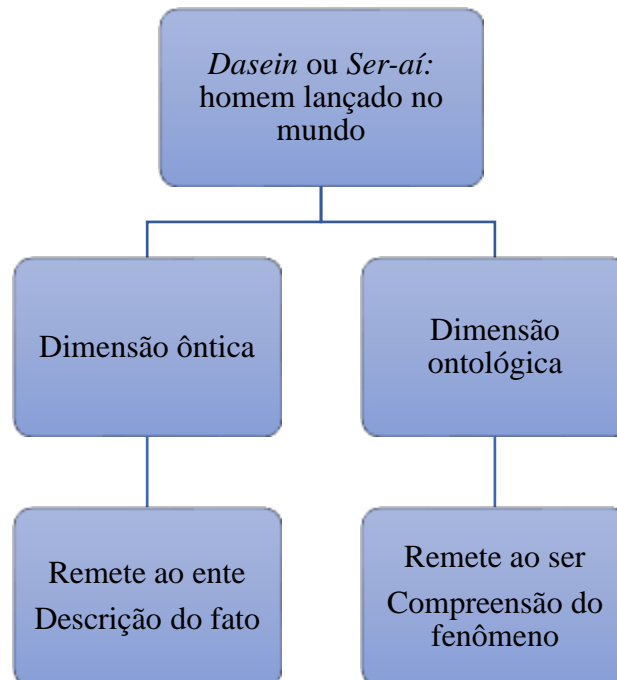 Dasein ou Ser-aí:
homem lançado no
mundo
Dimensão ôntica
Dimensão
ontológica
Remete ao ente
Descrição do fato
Remete ao ser
Compreensão do
fenômeno